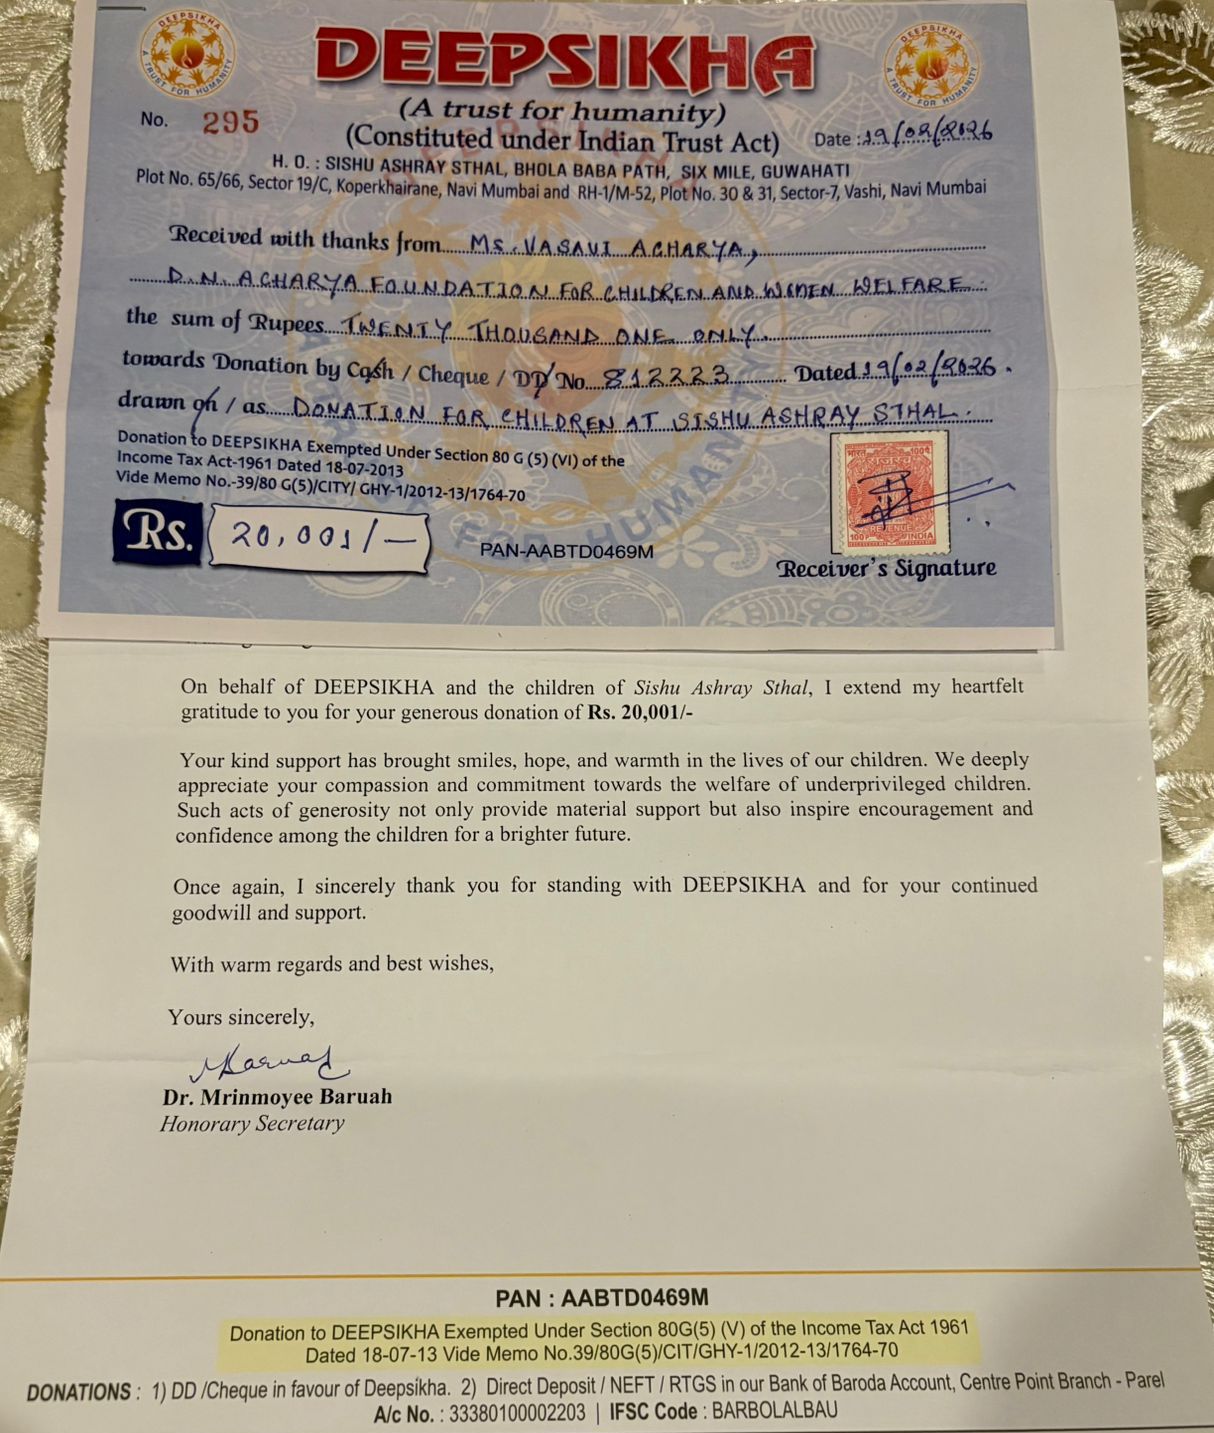 DEEPSIKHA
A TRUST FOR HUMANITY
DEEPSIKHA
DEEPSIKHA
A TRUST FOR HUMANITY
(A trust for humanity)
(Constituted under Indian Trust Act)
No. 295
Date : 19/02/2026
H. O. : SISHU ASHRAY STHAL, BHOLA BABA PATH, SIX MILE, GUWAHATI
Plot No. 65/66, Sector 19/C, Koperkhairane, Navi Mumbai and RH-1/M-52, Plot No. 30 & 31, Sector-7, Vashi, Navi Mumbai
Received with thanks from MS. VASAVI ACHARYA,
D.N. ACHARYA FOUNDATION FOR CHILDREN AND WOMEN WELFARE.
the sum of Rupees TWENTY THOUSAND ONE ONLY.
towards Donation by Cash / Cheque / DD No. 812223 Dated 19/02/2026.
drawn on / as DONATION FOR CHILDREN AT SISHU ASHRAY STHAL.
Donation to DEEPSIKHA Exempted Under Section 80 G (5) (VI) of the
Income Tax Act-1961 Dated 18-07-2013
Vide Memo No.-39/80 G(5)/CITY/ GHY-1/2012-13/1764-70
Rs. 20,001/-
PAN-AABTD0469M
भारत 100
REVENUE
100 INDIA
Receiver's Signature
On behalf of DEEPSIKHA and the children of Sishu Ashray Sthal, I extend my heartfelt
gratitude to you for your generous donation of Rs. 20,001/-
Your kind support has brought smiles, hope, and warmth in the lives of our children. We deeply
appreciate your compassion and commitment towards the welfare of underprivileged children.
Such acts of generosity not only provide material support but also inspire encouragement and
confidence among the children for a brighter future.
Once again, I sincerely thank you for standing with DEEPSIKHA and for your continued
goodwill and support.
With warm regards and best wishes,
Yours sincerely,
MBaruah
Dr. Mrinmoyee Baruah
Honorary Secretary
PAN : AABTD0469M
Donation to DEEPSIKHA Exempted Under Section 80G(5) (V) of the Income Tax Act 1961
Dated 18-07-13 Vide Memo No.39/80G(5)/CIT/GHY-1/2012-13/1764-70
DONATIONS : 1) DD /Cheque in favour of Deepsikha. 2) Direct Deposit / NEFT / RTGS in our Bank of Baroda Account, Centre Point Branch - Parel
A/c No. : 33380100002203 | IFSC Code : BARBOLALBAU